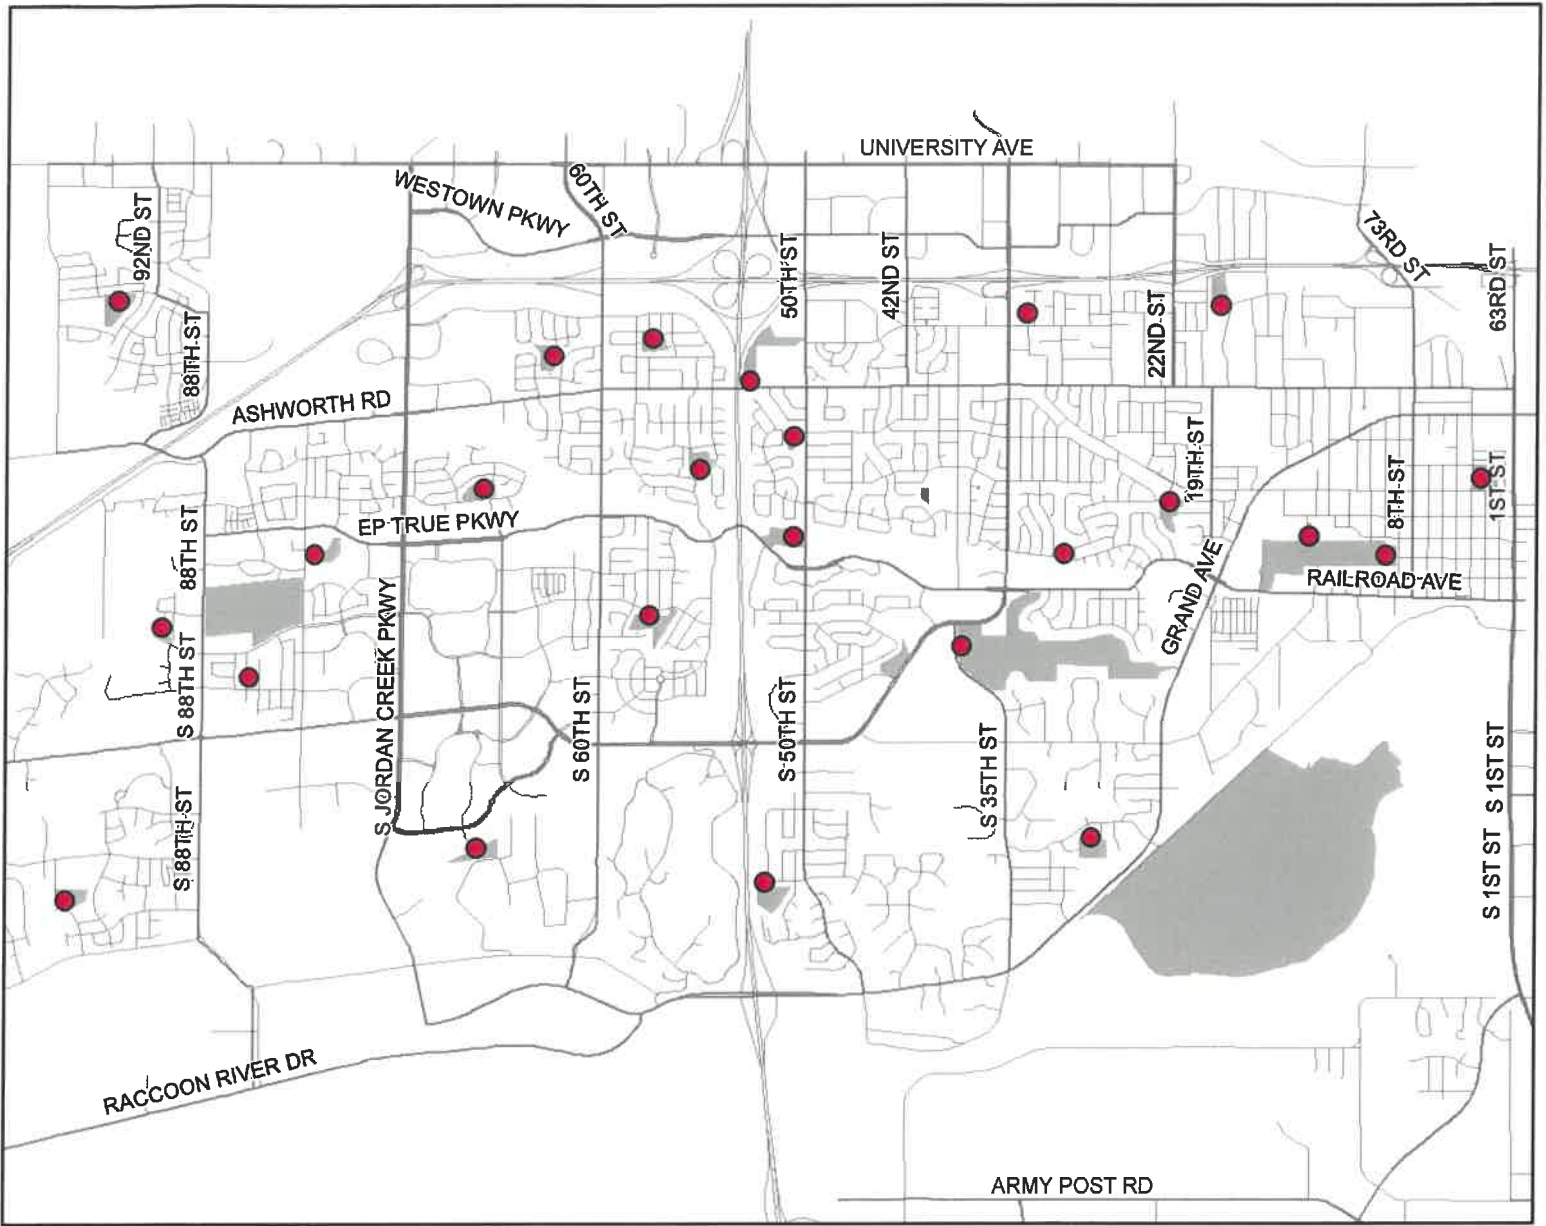 UNIVERSITY AVE
WESTOWN PKWY
60TH ST
92ND ST
73RD ST
50TH ST
42ND ST
63RD ST
22ND ST
88TH ST
ASHWORTH RD
19TH ST
8TH ST
1ST ST
EP TRUE PKWY
88TH ST
RAILROAD AVE
GRAND AVE
S JORDAN CREEK PKWY
S 88TH ST
S 60TH ST
S 50TH ST
S 35TH ST
S 1ST ST
S 88TH ST
S 1ST ST
RACCOON RIVER DR
ARMY POST RD